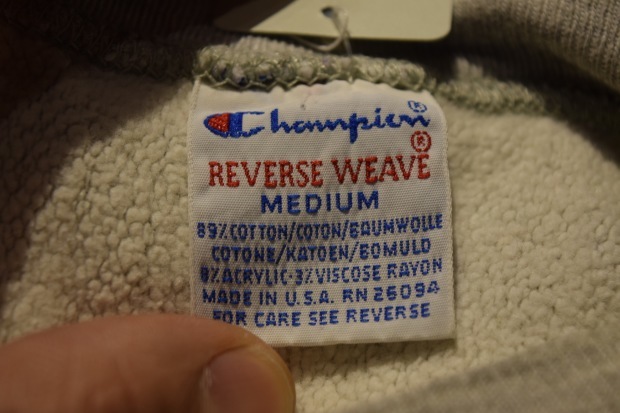 Champion®
REVERSE WEAVE®
MEDIUM
89% COTTON/COTON/BAUMWOLLE
COTONE/KATOEN/BOMULD
8% ACRYLIC-3% VISCOSE RAYON
MADE IN U.S.A. RN 26094
FOR CARE SEE REVERSE